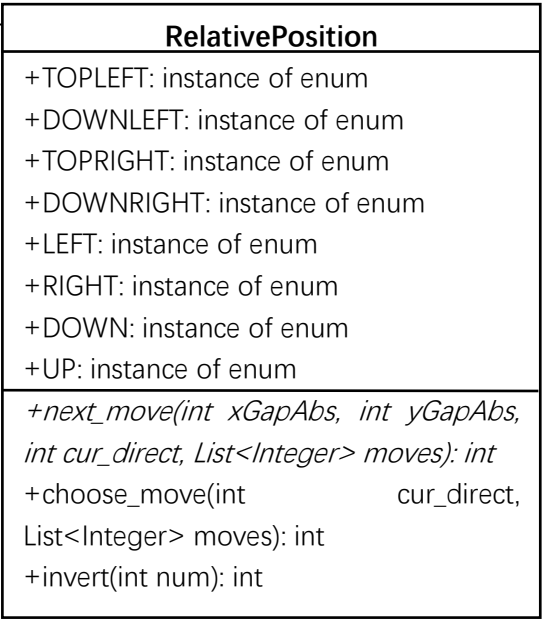 RelativePosition
+TOPLEFT: instance of enum
+DOWNLEFT: instance of enum
+TOPRIGHT: instance of enum
+DOWNRIGHT: instance of enum
+LEFT: instance of enum
+RIGHT: instance of enum
+DOWN: instance of enum
+UP: instance of enum
+next_move(int xGapAbs, int yGapAbs,
int cur_direct, List<Integer> moves): int
+choose_move(int cur_direct,
List<Integer> moves): int
+invert(int num): int